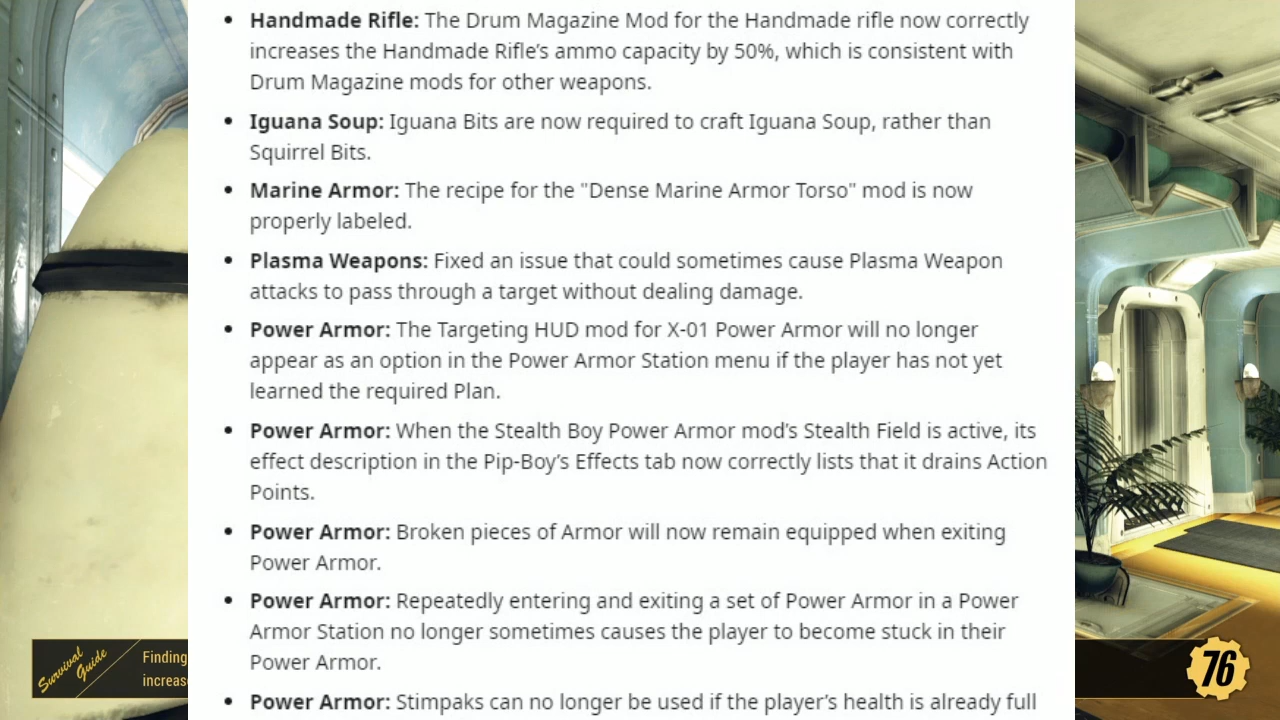 Handmade Rifle: The Drum Magazine Mod for the Handmade rifle now correctly
increases the Handmade Rifle’s ammo capacity by 50%, which is consistent with
Drum Magazine mods for other weapons.
Iguana Soup: Iguana Bits are now required to craft Iguana Soup, rather than
Squirrel Bits.
Marine Armor: The recipe for the "Dense Marine Armor Torso" mod is now
properly labeled.
Plasma Weapons: Fixed an issue that could sometimes cause Plasma Weapon
attacks to pass through a target without dealing damage.
Power Armor: The Targeting HUD mod for X-01 Power Armor will no longer
appear as an option in the Power Armor Station menu if the player has not yet
learned the required Plan.
Power Armor: When the Stealth Boy Power Armor mod’s Stealth Field is active, its
effect description in the Pip-Boy’s Effects tab now correctly lists that it drains Action
Points.
Power Armor: Broken pieces of Armor will now remain equipped when exiting
Power Armor.
Power Armor: Repeatedly entering and exiting a set of Power Armor in a Power
Armor Station no longer sometimes causes the player to become stuck in their
Power Armor.
Power Armor: Stimpaks can no longer be used if the player’s health is already full
Survival
Guide
Finding
increas
76